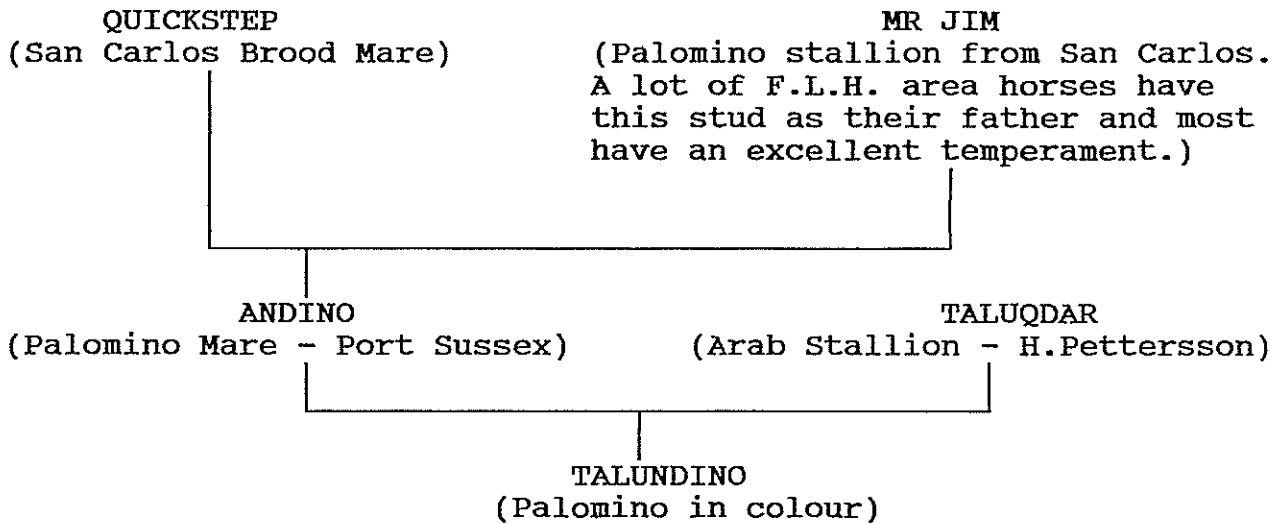 QUICKSTEP
(San Carlos Brood Mare)
MR JIM
(Palomino stallion from San Carlos.
A lot of F.L.H. area horses have
this stud as their father and most
have an excellent temperament.)
ANDINO
(Palomino Mare - Port Sussex)
TALUQDAR
(Arab Stallion - H.Pettersson)
TALUNDINO
(Palomino in colour)